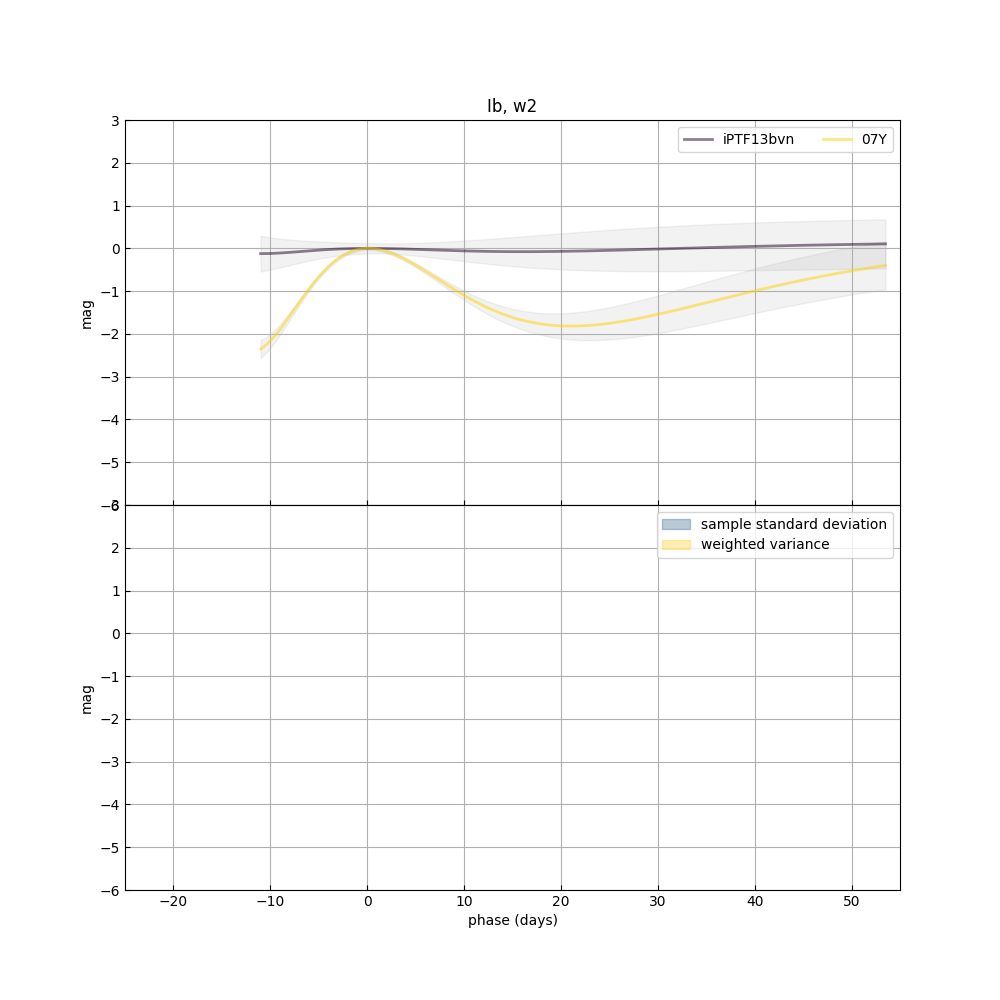 Ib, w2
iPTF13bvn 07Y
3
2
1
0
−1
−2
−3
−4
−5
−6
mag
sample standard deviation
weighted variance
3
2
1
0
−1
−2
−3
−4
−5
−6
mag
−20 −10 0 10 20 30 40 50
phase (days)